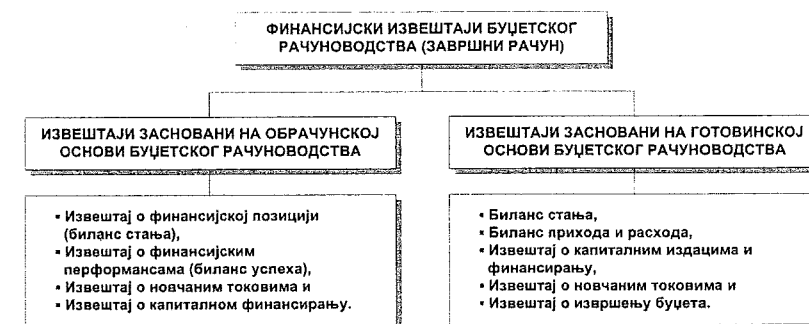 ФИНАНСИЈСКИ ИЗВЕШТАЈИ БУЏЕТСКОГ
РАЧУНОВОДСТВА (ЗАВРШНИ РАЧУН)
ИЗВЕШТАЈИ ЗАСНОВАНИ НА ОБРАЧУНСКОЈ
ОСНОВИ БУЏЕТСКОГ РАЧУНОВОДСТВА
▪ Извештај о финансијској позицији
(биланс стања),
▪ Извештај о финансијским
перформансама (биланс успеха),
▪ Извештај о новчаним токовима и
▪ Извештај о капиталном финансирању.
ИЗВЕШТАЈИ ЗАСНОВАНИ НА ГОТОВИНСКОЈ
ОСНОВИ БУЏЕТСКОГ РАЧУНОВОДСТВА
▪ Биланс стања,
▪ Биланс прихода и расхода,
▪ Извештај о капиталним издацима и
финансирању,
▪ Извештај о новчаним токовима и
▪ Извештај о извршењу буџета.